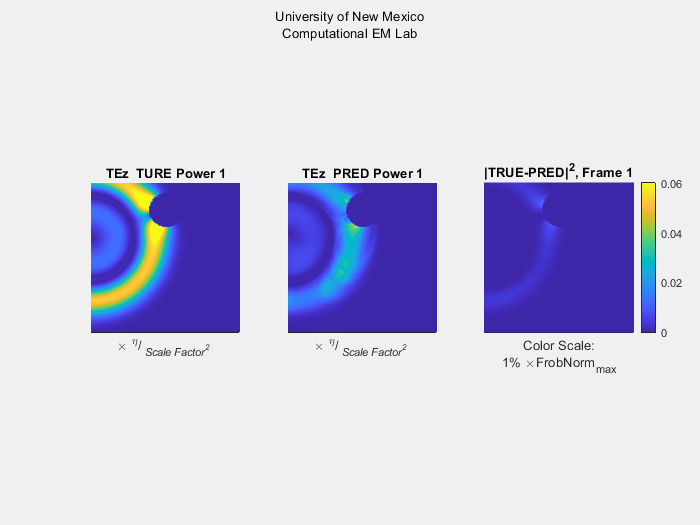 University of New Mexico
Computational EM Lab
TEz TURE Power 1
TEz PRED Power 1
|TRUE-PRED|², Frame 1
0.06
0.04
0.02
0
× η/ Scale Factor²
× η/ Scale Factor²
Color Scale:
1% ×FrobNormmax